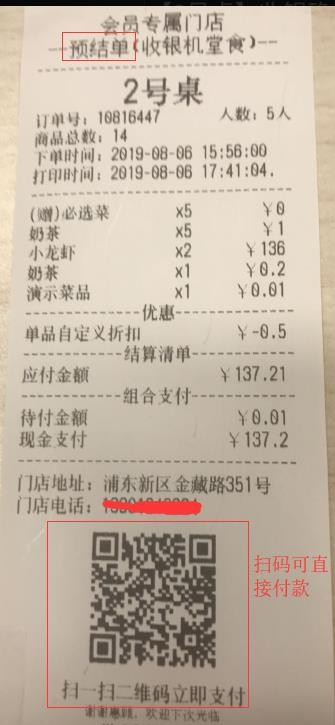 会员专属门店
--预结单(收银机堂食)--
2号桌
订单号: 10816447 人数: 5人
商品总数: 14
下单时间: 2019-08-06 15:56:00
打印时间: 2019-08-06 17:41:04.
(赠)必选菜 x5 ￥0
奶茶 x5 ￥1
小龙虾 x2 ￥136
奶茶 x1 ￥0.2
演示菜品 x1 ￥0.01
优惠
单品自定义折扣 ￥-0.5
结算清单
应付金额 ￥137.21
组合支付
待付金额 ￥0.01
现金支付 ￥137.2
门店地址: 浦东新区金藏路351号
门店电话:
扫码可直
接付款
扫一扫二维码立即支付
谢谢惠顾, 欢迎下次光临